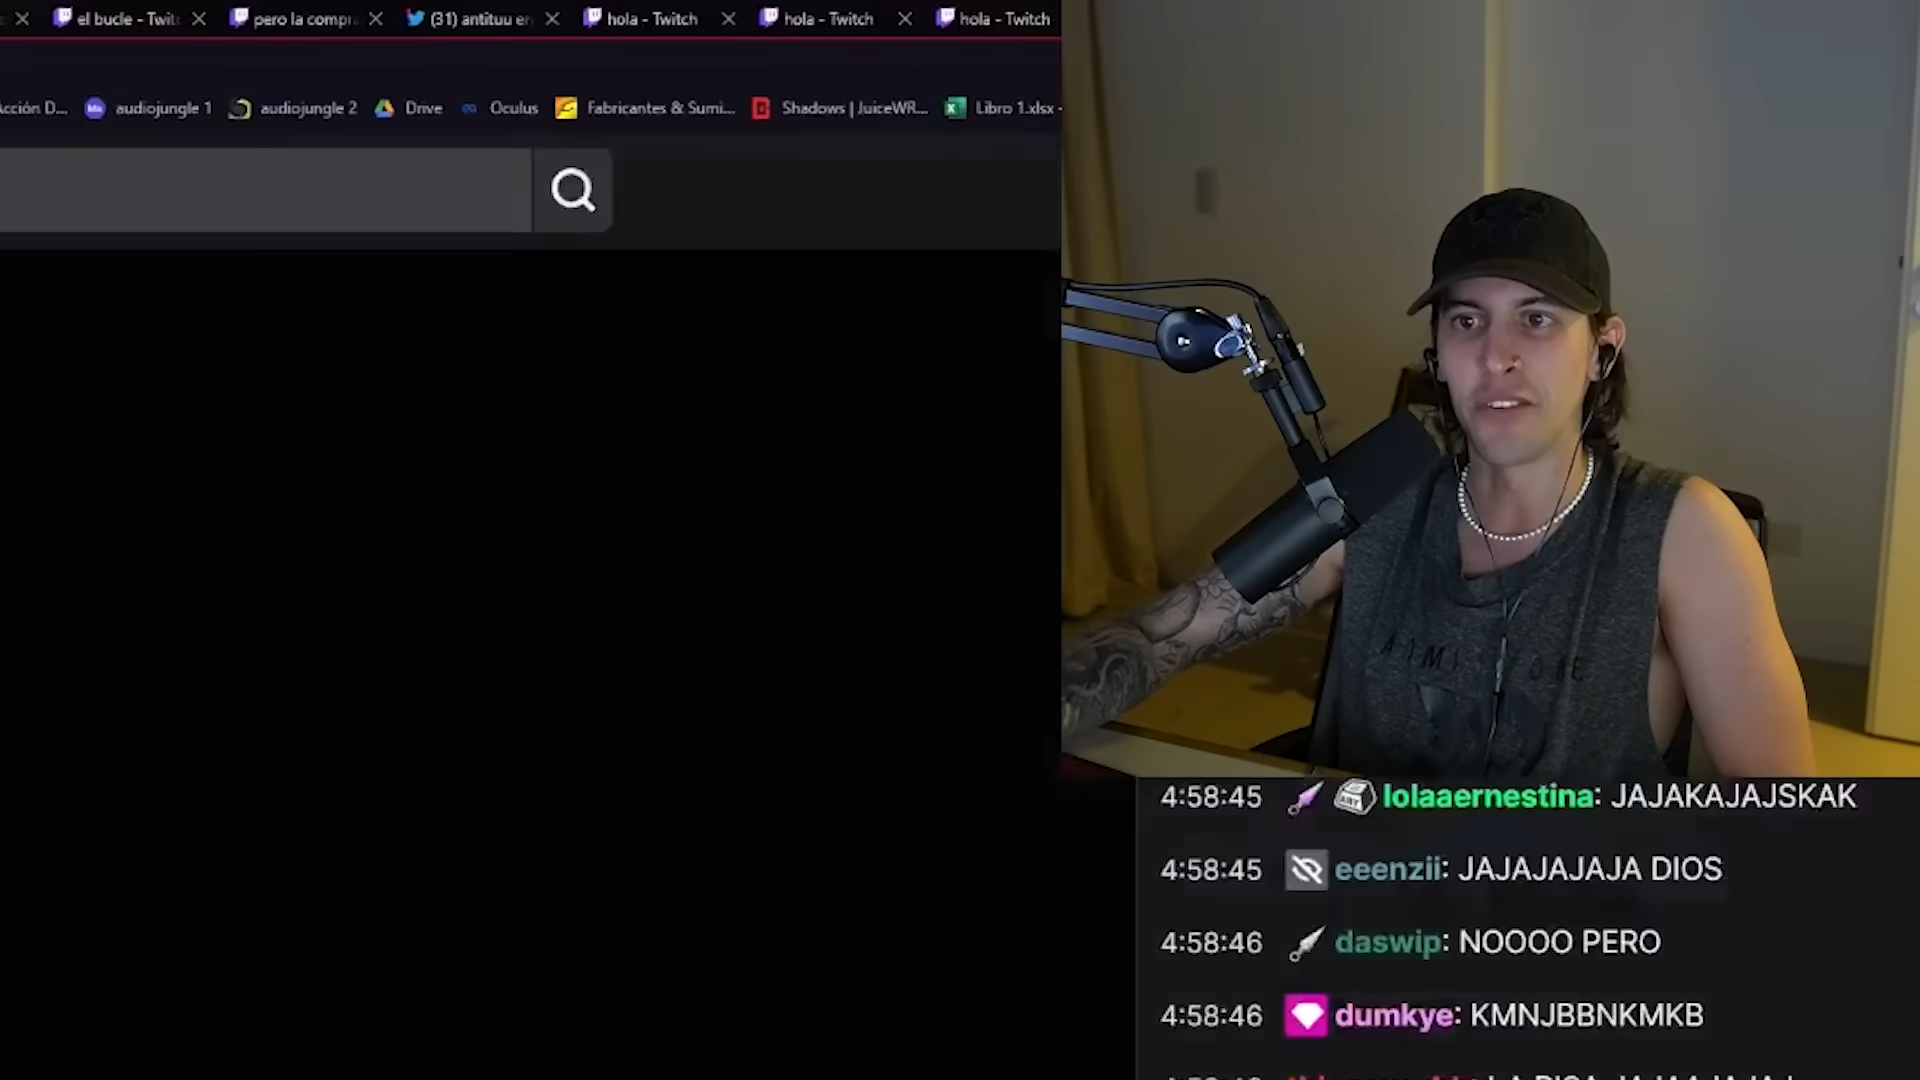 el bucle - Twit
pero la compr
(31) antituu en
hola - Twitch
hola - Twitch
hola - Twitch
Acción D...
audiojungle 1
audiojungle 2
Drive
Oculus
Fabricantes & Sumi...
Shadows | JuiceWR...
Libro 1.xlsx -
4:58:45 lolaaernestina: JAJAKAJAJSKAK
4:58:45 eeenzii: JAJAJAJAJA DIOS
4:58:46 daswip: NOOOO PERO
4:58:46 dumkye: KMNJBBNKMKB